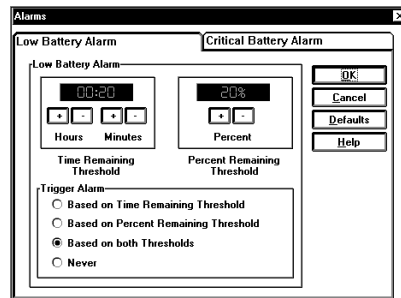 Alarms
Low Battery Alarm
Critical Battery Alarm
Low Battery Alarm
00:20
20%
+ - + -
+ -
Hours Minutes
Percent
Time Remaining
Threshold
Percent Remaining
Threshold
Trigger Alarm
Based on Time Remaining Threshold
Based on Percent Remaining Threshold
Based on both Thresholds
Never
OK
Cancel
Defaults
Help